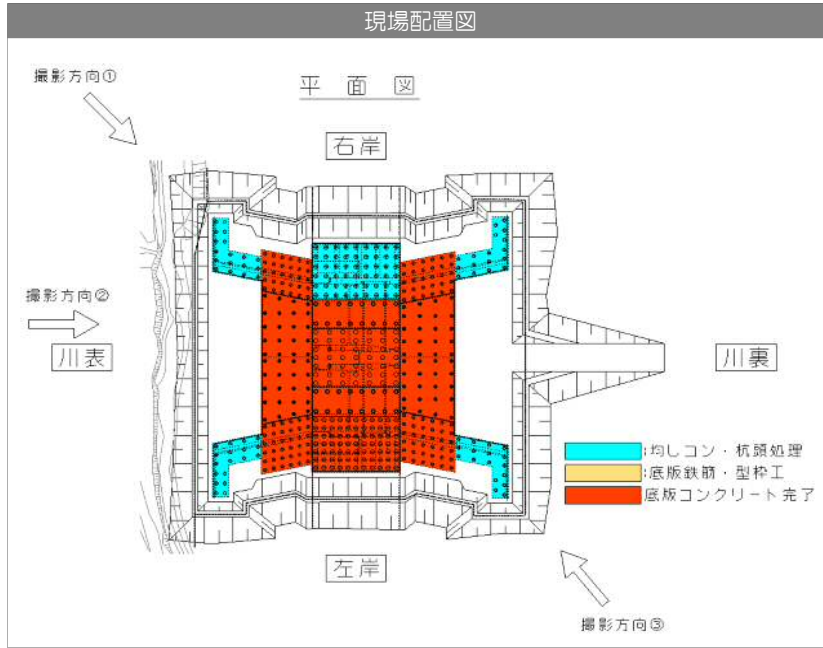 現場配置図
撮影方向①
平面図
右岸
撮影方向②
川表
川裏
:均しコン・杭頭処理
:底版鉄筋・型枠工
底版コンクリート完了
左岸
撮影方向③